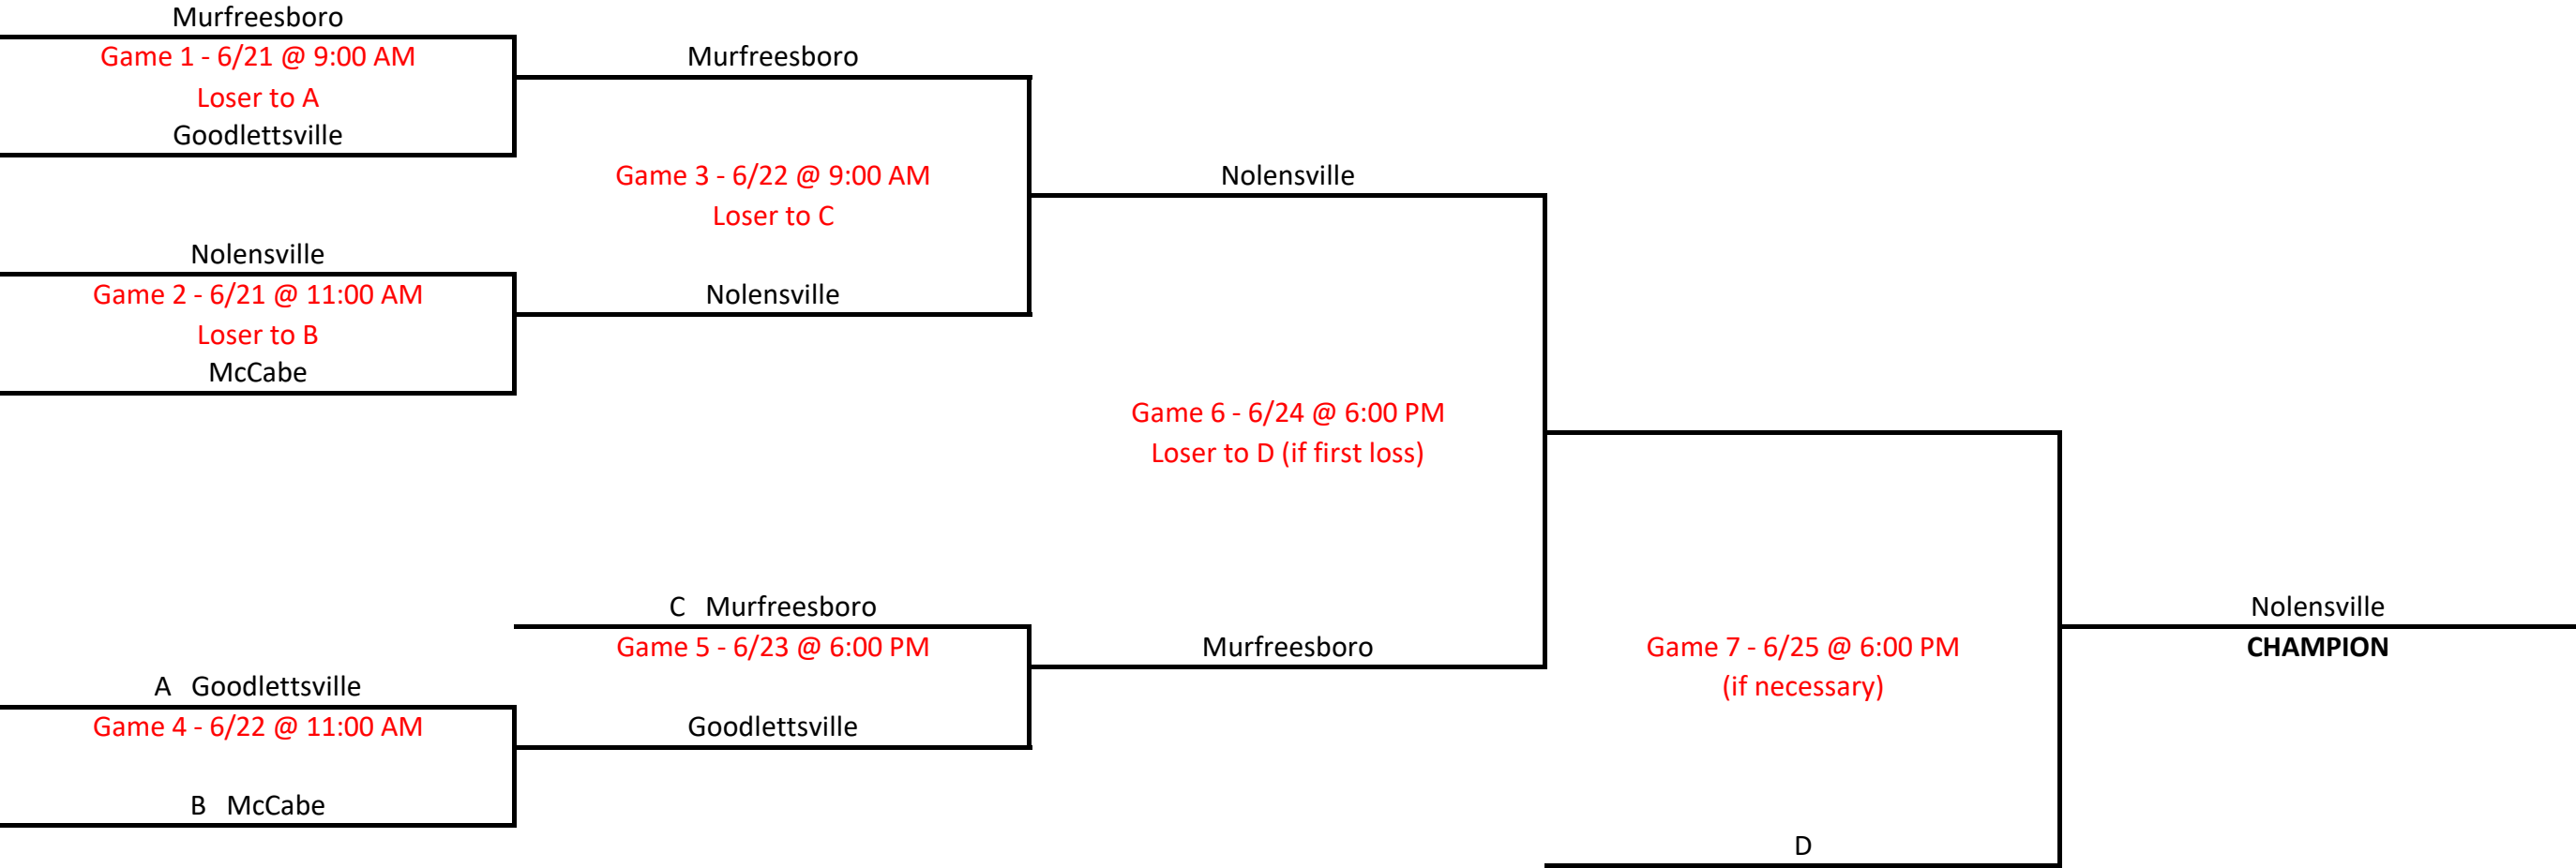 Murfreesboro
Game 1 - 6/21 @ 9:00 AM
Loser to A
Goodlettsville
Nolensville
Game 2 - 6/21 @ 11:00 AM
Loser to B
McCabe
A Goodlettsville
Game 4 - 6/22 @ 11:00 AM
B McCabe
Murfreesboro
Game 3 - 6/22 @ 9:00 AM
Loser to C
Nolensville
C Murfreesboro
Game 5 - 6/23 @ 6:00 PM
Goodlettsville
Nolensville
Game 6 - 6/24 @ 6:00 PM
Loser to D (if first loss)
Murfreesboro
Game 7 - 6/25 @ 6:00 PM
(if necessary)
D
Nolensville
CHAMPION